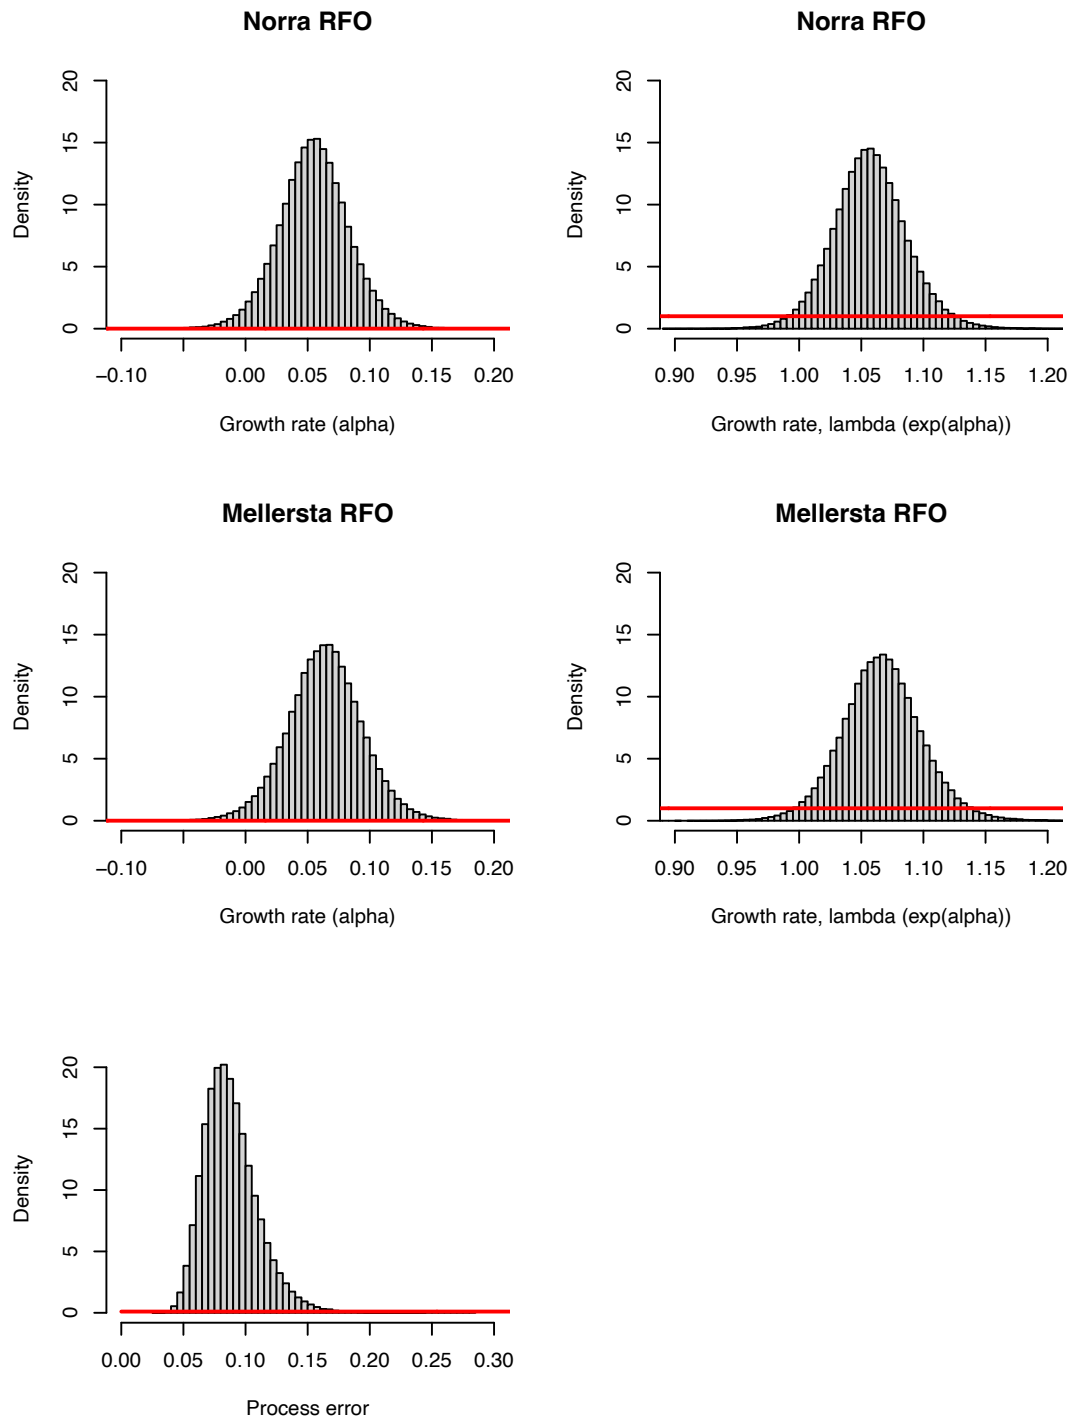 Norra RFO
Density
0 5 10 15 20
−0.10 0.00 0.05 0.10 0.15 0.20
Growth rate (alpha)
Norra RFO
Density
0 5 10 15 20
0.90 0.95 1.00 1.05 1.10 1.15 1.20
Growth rate, lambda (exp(alpha))
Mellersta RFO
Density
0 5 10 15 20
−0.10 0.00 0.05 0.10 0.15 0.20
Growth rate (alpha)
Mellersta RFO
Density
0 5 10 15 20
0.90 0.95 1.00 1.05 1.10 1.15 1.20
Growth rate, lambda (exp(alpha))
Density
0 5 10 15 20
0.00 0.05 0.10 0.15 0.20 0.25 0.30
Process error